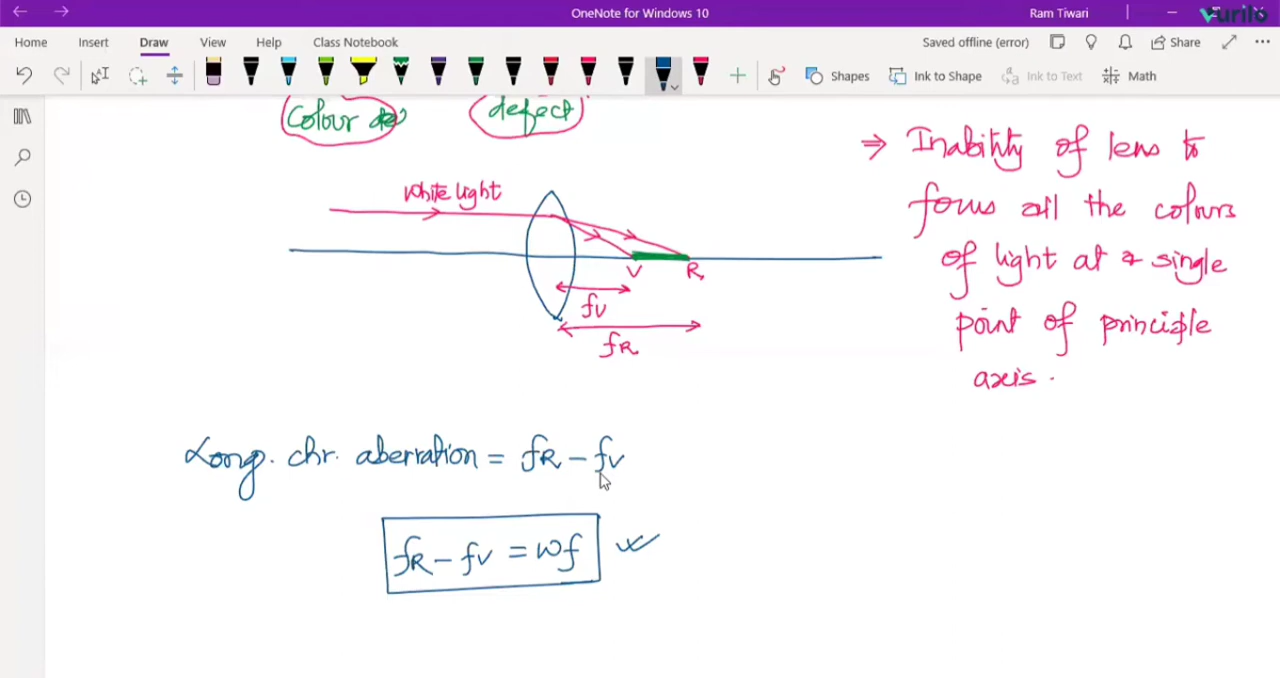 OneNote for Windows 10
Ram Tiwari
Yurilo
Home Insert Draw View Help Class Notebook
Saved offline (error)
Share
Shapes
Ink to Shape
Ink to Text
Math
Colour
defect
White light
V R
fv
fR
⇒ Inability of lens to
focus all the colours
of light at a single
point of principle
axis.
Long. chr. aberration = fR - fv
fR - fv = ωf